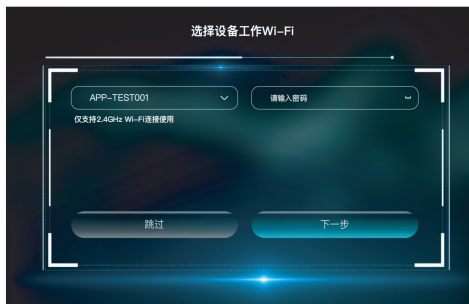 选择设备工作Wi-Fi
APP-TEST001
请输入密码
仅支持2.4GHz Wi-Fi连接使用
跳过
下一步